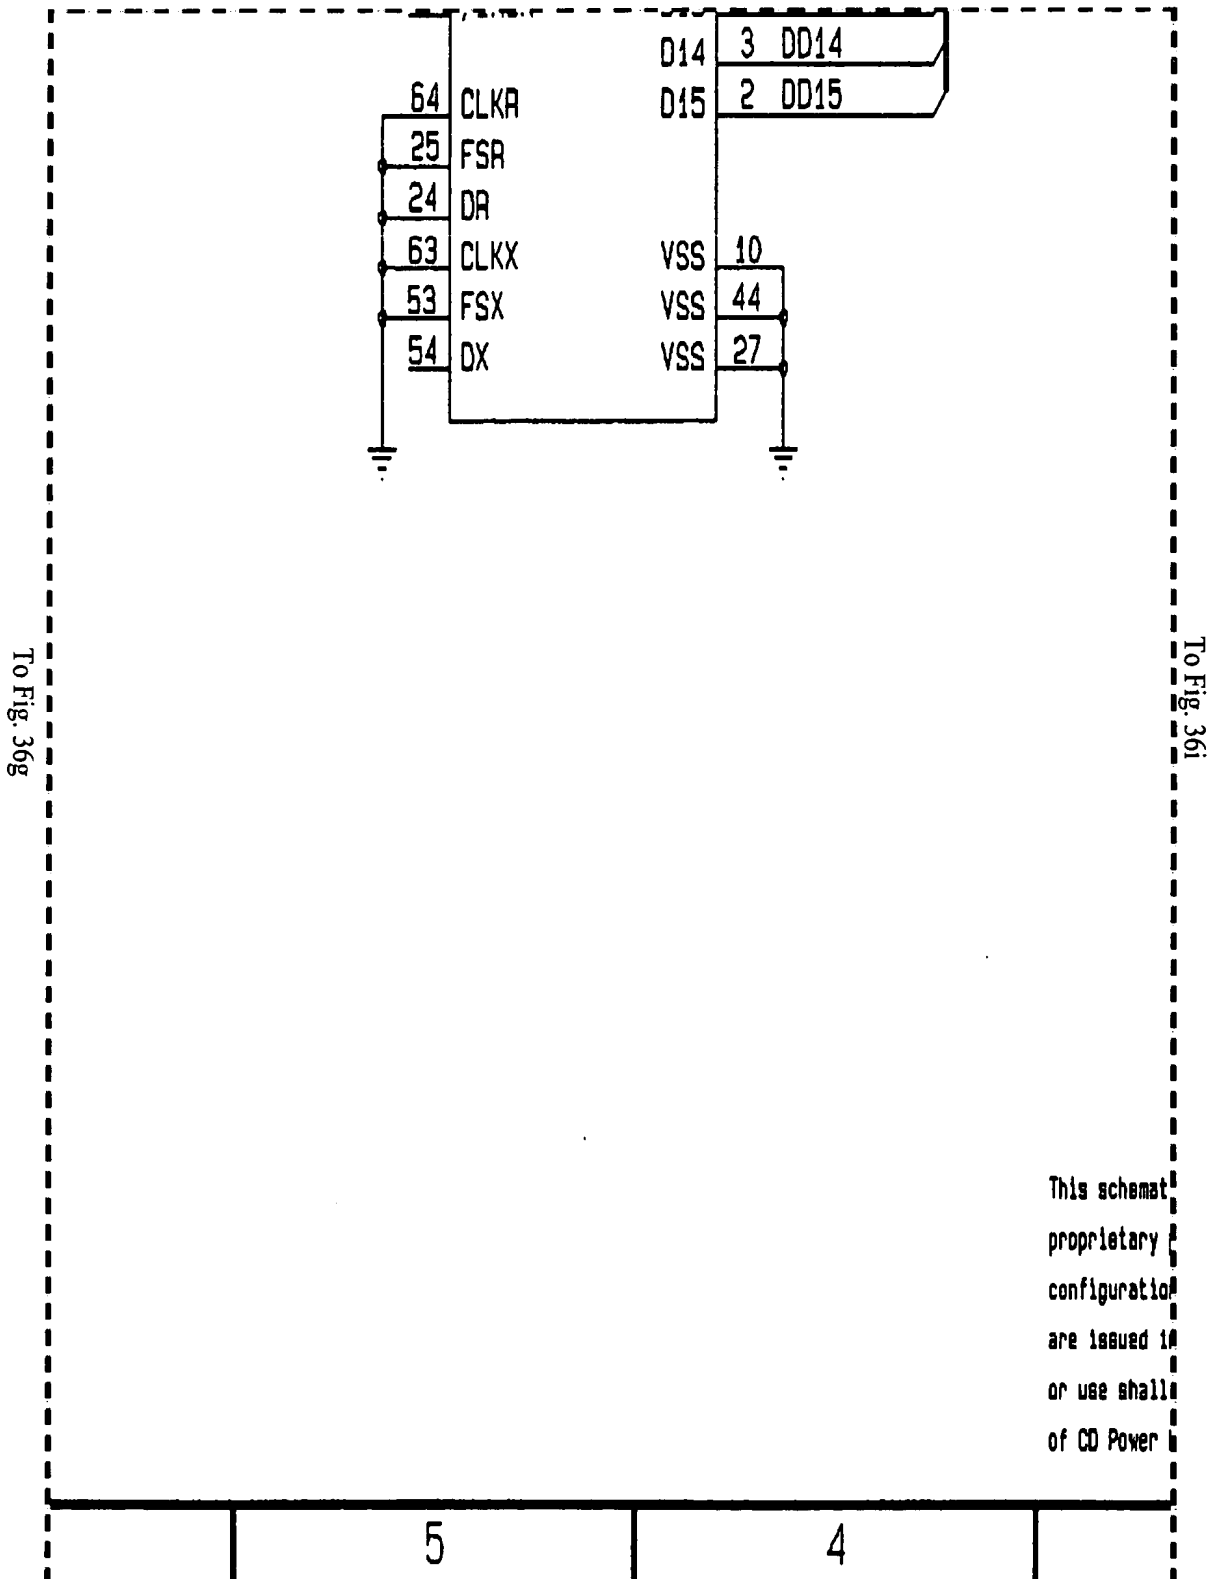 D14 3 DD14
64 CLKR D15 2 DD15
25 FSR
24 DR
63 CLKX VSS 10
53 FSX VSS 44
54 DX VSS 27
To Fig. 36g
To Fig. 36i
This schemat
proprietary
configuratio
are issued
or use shall
of CD Power
5 4